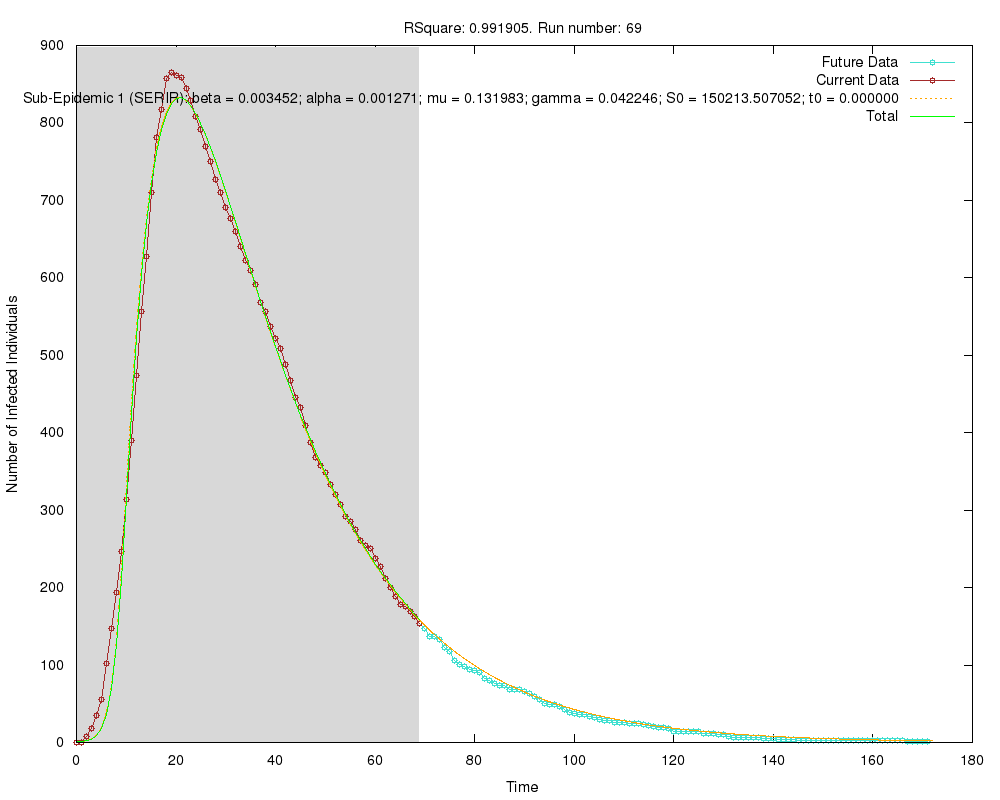 RSquare: 0.991905. Run number: 69
900
800
700
600
500
400
300
200
100
0
Number of Infected Individuals
Future Data
Current Data
Sub-Epidemic 1 (SERIR): beta = 0.003452; alpha = 0.001271; mu = 0.131983; gamma = 0.042246; S0 = 150213.507052; t0 = 0.000000
Total
0 20 40 60 80 100 120 140 160 180
Time